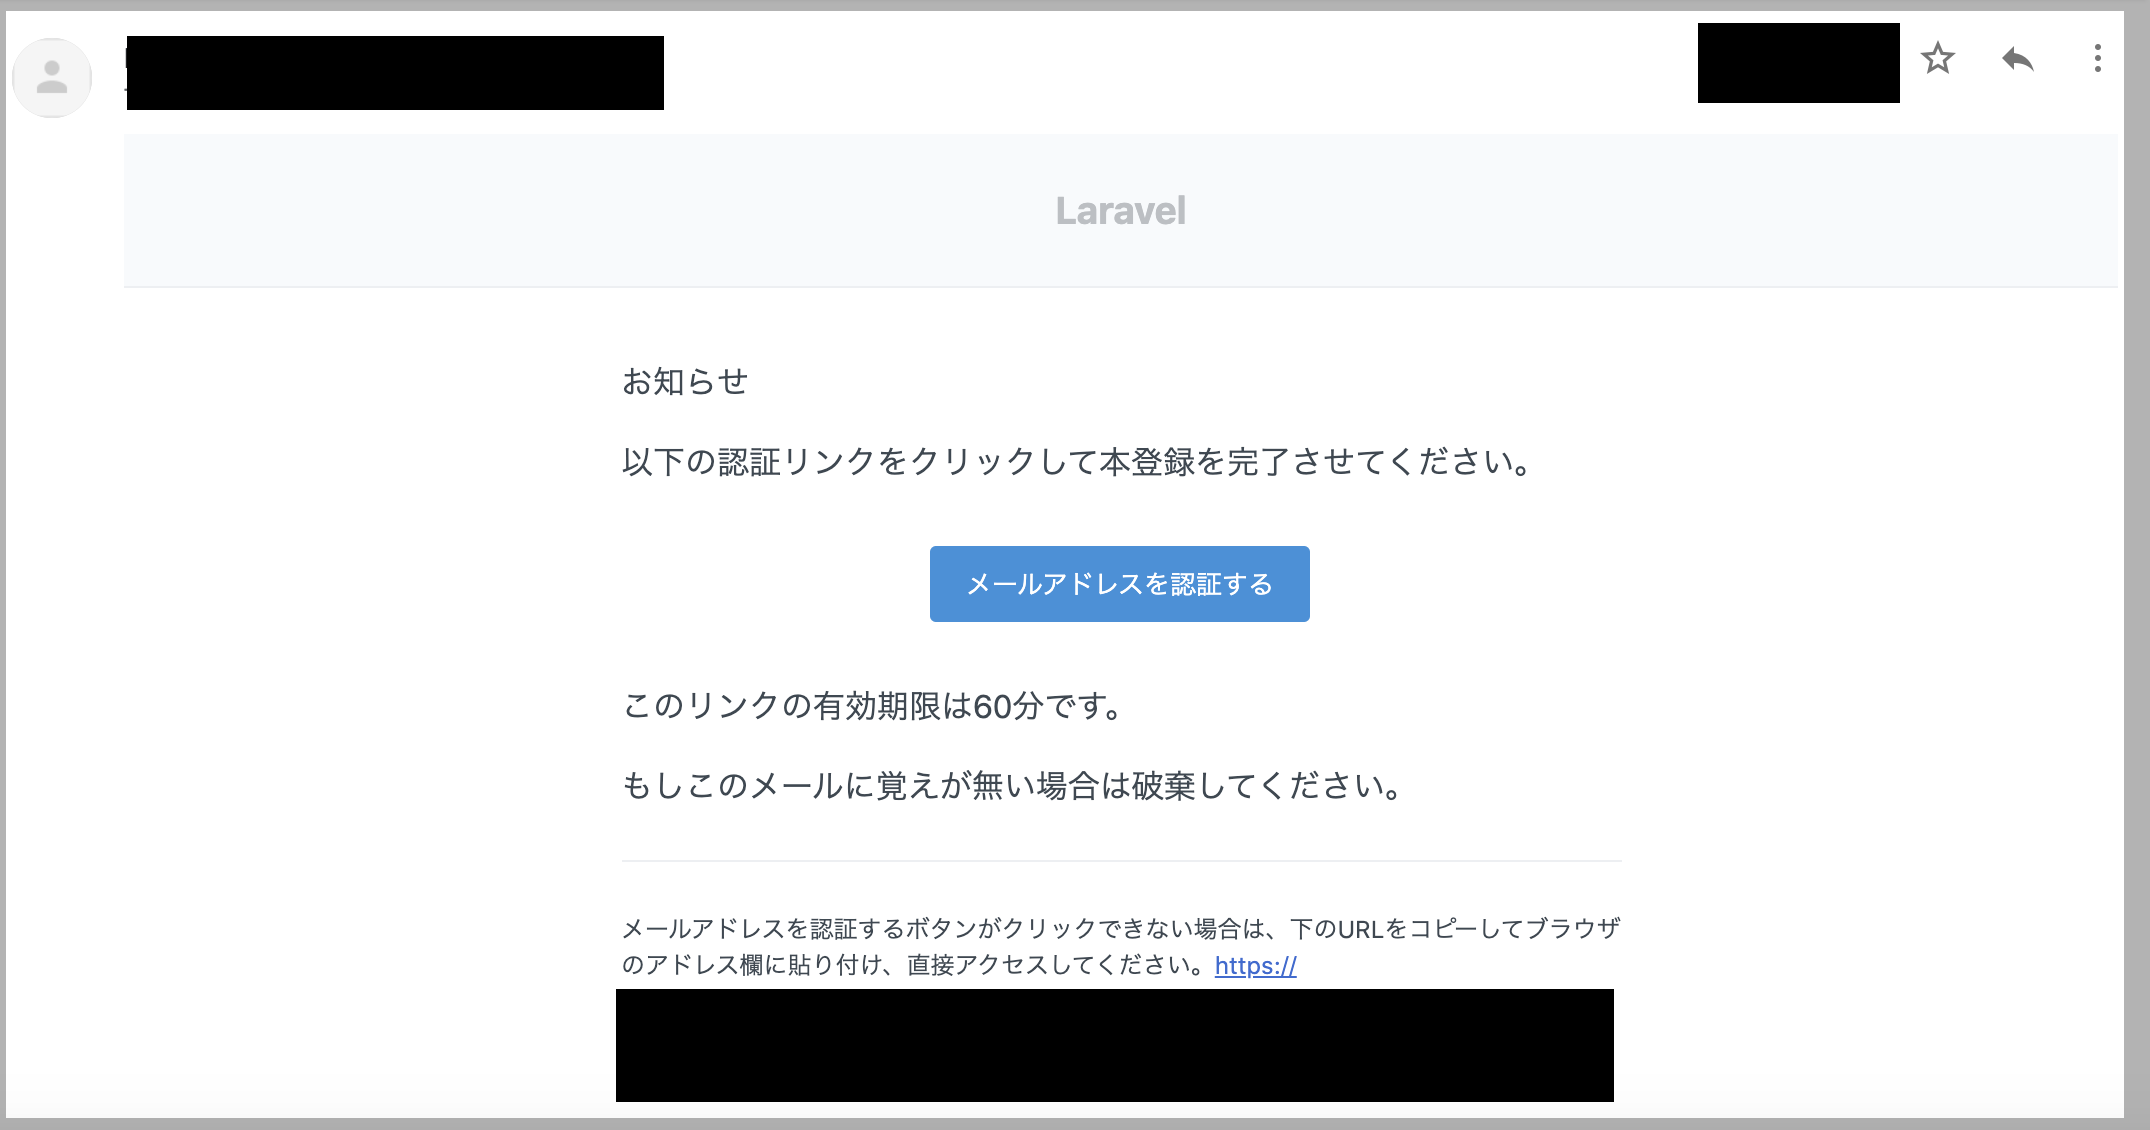 Laravel
お知らせ
以下の認証リンクをクリックして本登録を完了させてください。
メールアドレスを認証する
このリンクの有効期限は60分です。
もしこのメールに覚えが無い場合は破棄してください。
メールアドレスを認証するボタンがクリックできない場合は、下のURLをコピーしてブラウザ
のアドレス欄に貼り付け、直接アクセスしてください。https://